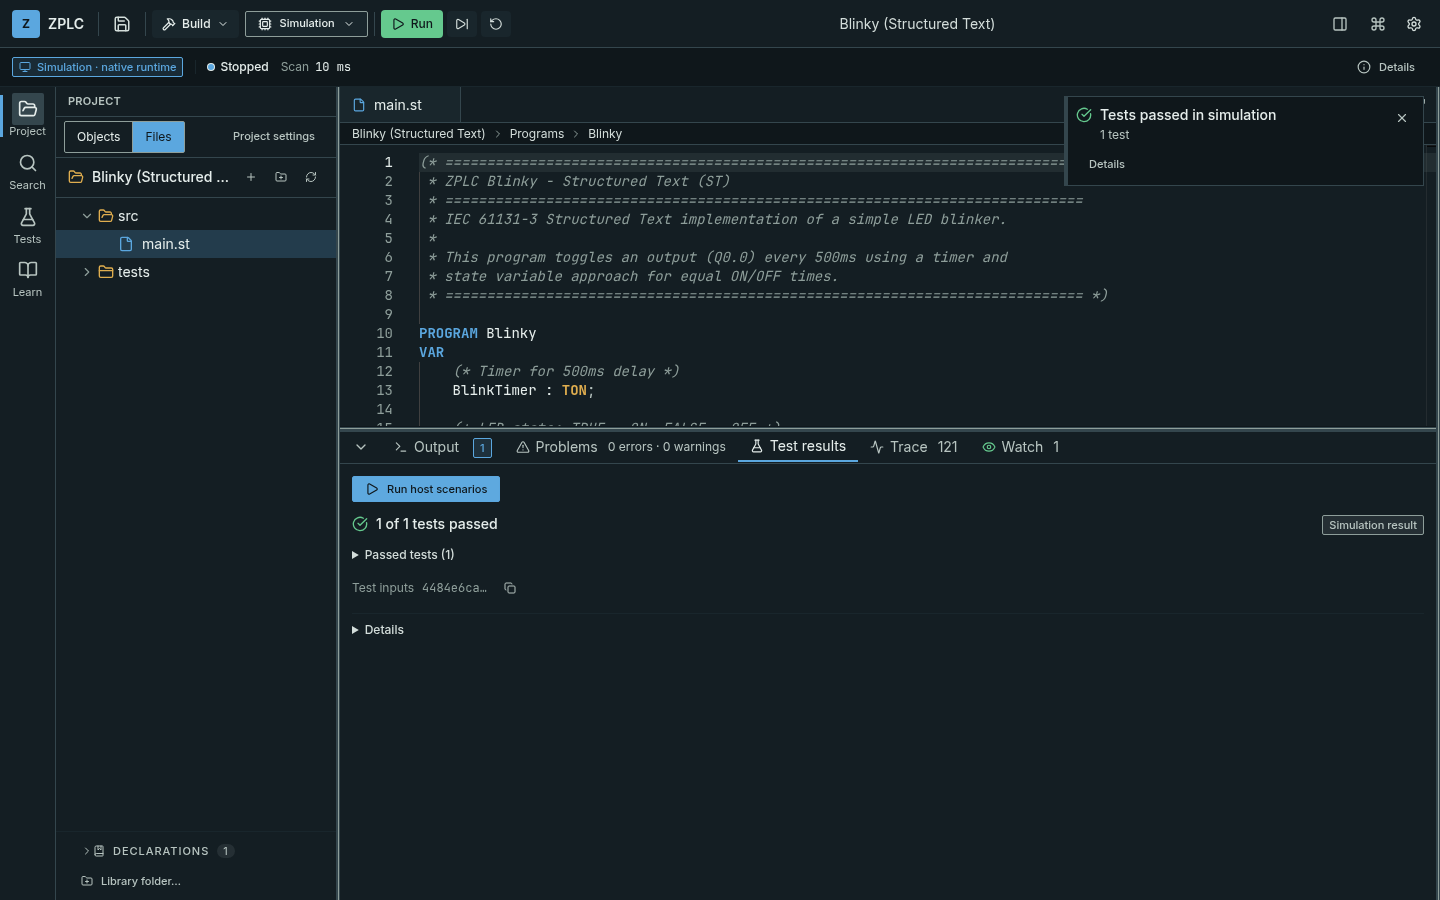 Z ZPLC Build Simulation Run Blinky (Structured Text)
Simulation · native runtime Stopped Scan 10 ms Details
Project
Search
Tests
Learn
PROJECT
Objects Files Project settings
Blinky (Structured ...
src
main.st
tests
DECLARATIONS 1
Library folder...
main.st
Blinky (Structured Text) > Programs > Blinky
1 (* ============================================================================
2 * ZPLC Blinky - Structured Text (ST)
3 * ============================================================================
4 * IEC 61131-3 Structured Text implementation of a simple LED blinker.
5 *
6 * This program toggles an output (Q0.0) every 500ms using a timer and
7 * state variable approach for equal ON/OFF times.
8 * ============================================================================ *)
9
10 PROGRAM Blinky
11 VAR
12 (* Timer for 500ms delay *)
13 BlinkTimer : TON;
14
Tests passed in simulation
1 test
Details
Output 1 Problems 0 errors · 0 warnings Test results Trace 121 Watch 1
Run host scenarios
1 of 1 tests passed Simulation result
Passed tests (1)
Test inputs 4484e6ca…
Details